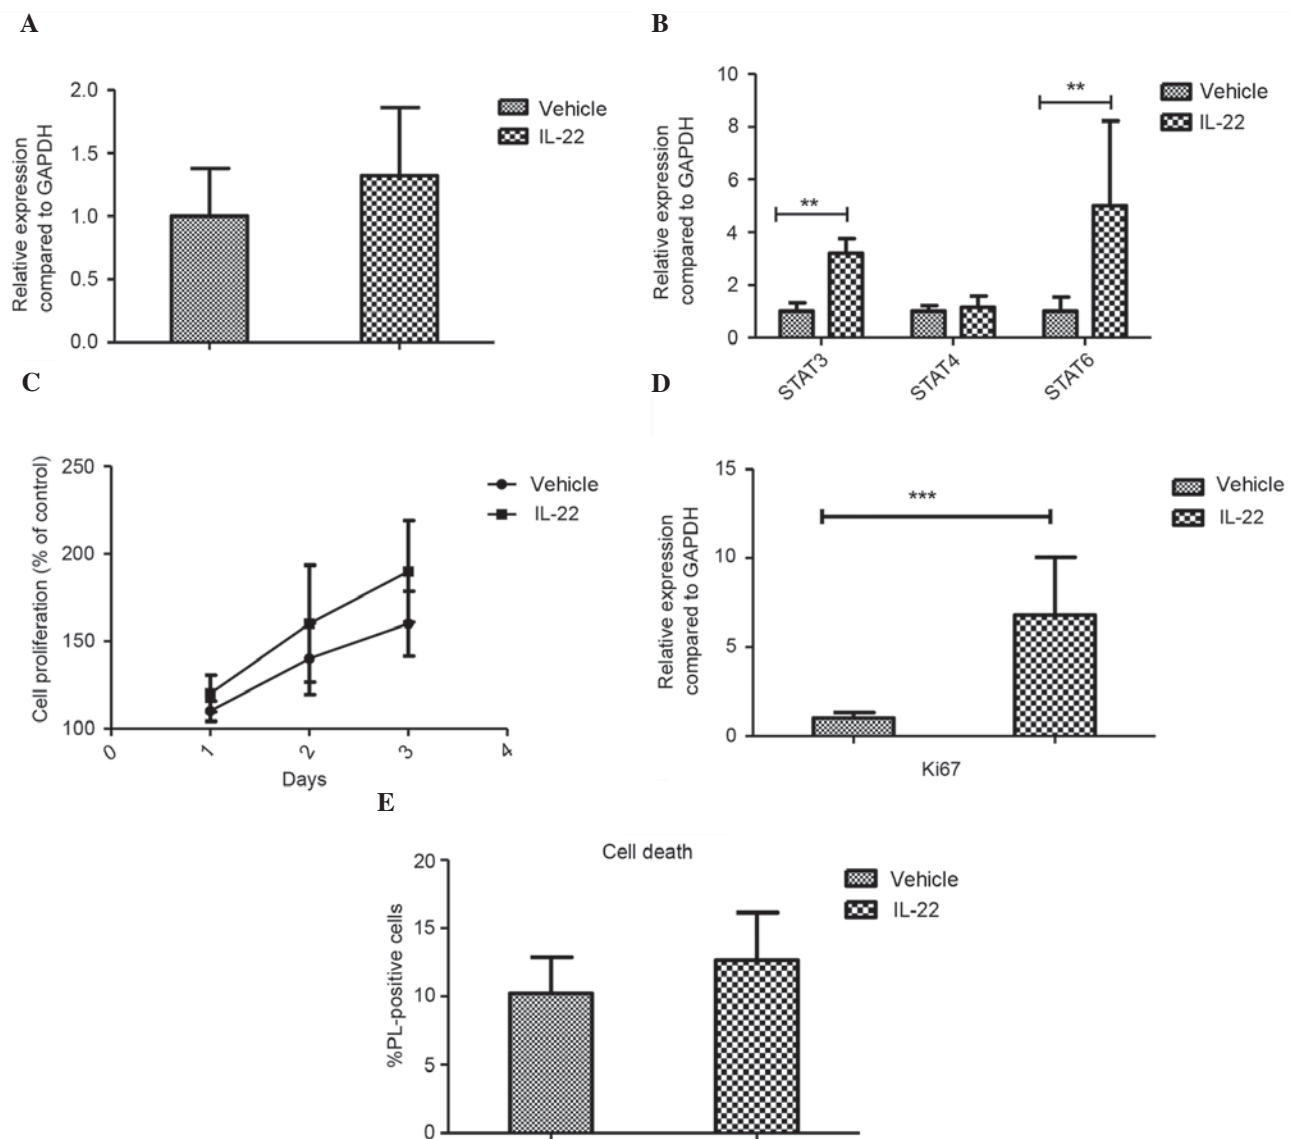 A
Relative expression
compared to GAPDH
2.0
1.5
1.0
0.5
0.0
Vehicle
IL-22
B
Relative expression
compared to GAPDH
10
8
6
4
2
0
**
**
STAT3
STAT4
STAT6
Vehicle
IL-22
C
Cell proliferation (% of control)
250
200
150
100
0
1
2
3
4
Days
Vehicle
IL-22
D
Relative expression
compared to GAPDH
15
10
5
0
***
Ki67
Vehicle
IL-22
E
Cell death
%PL-positive cells
20
15
10
5
0
Vehicle
IL-22